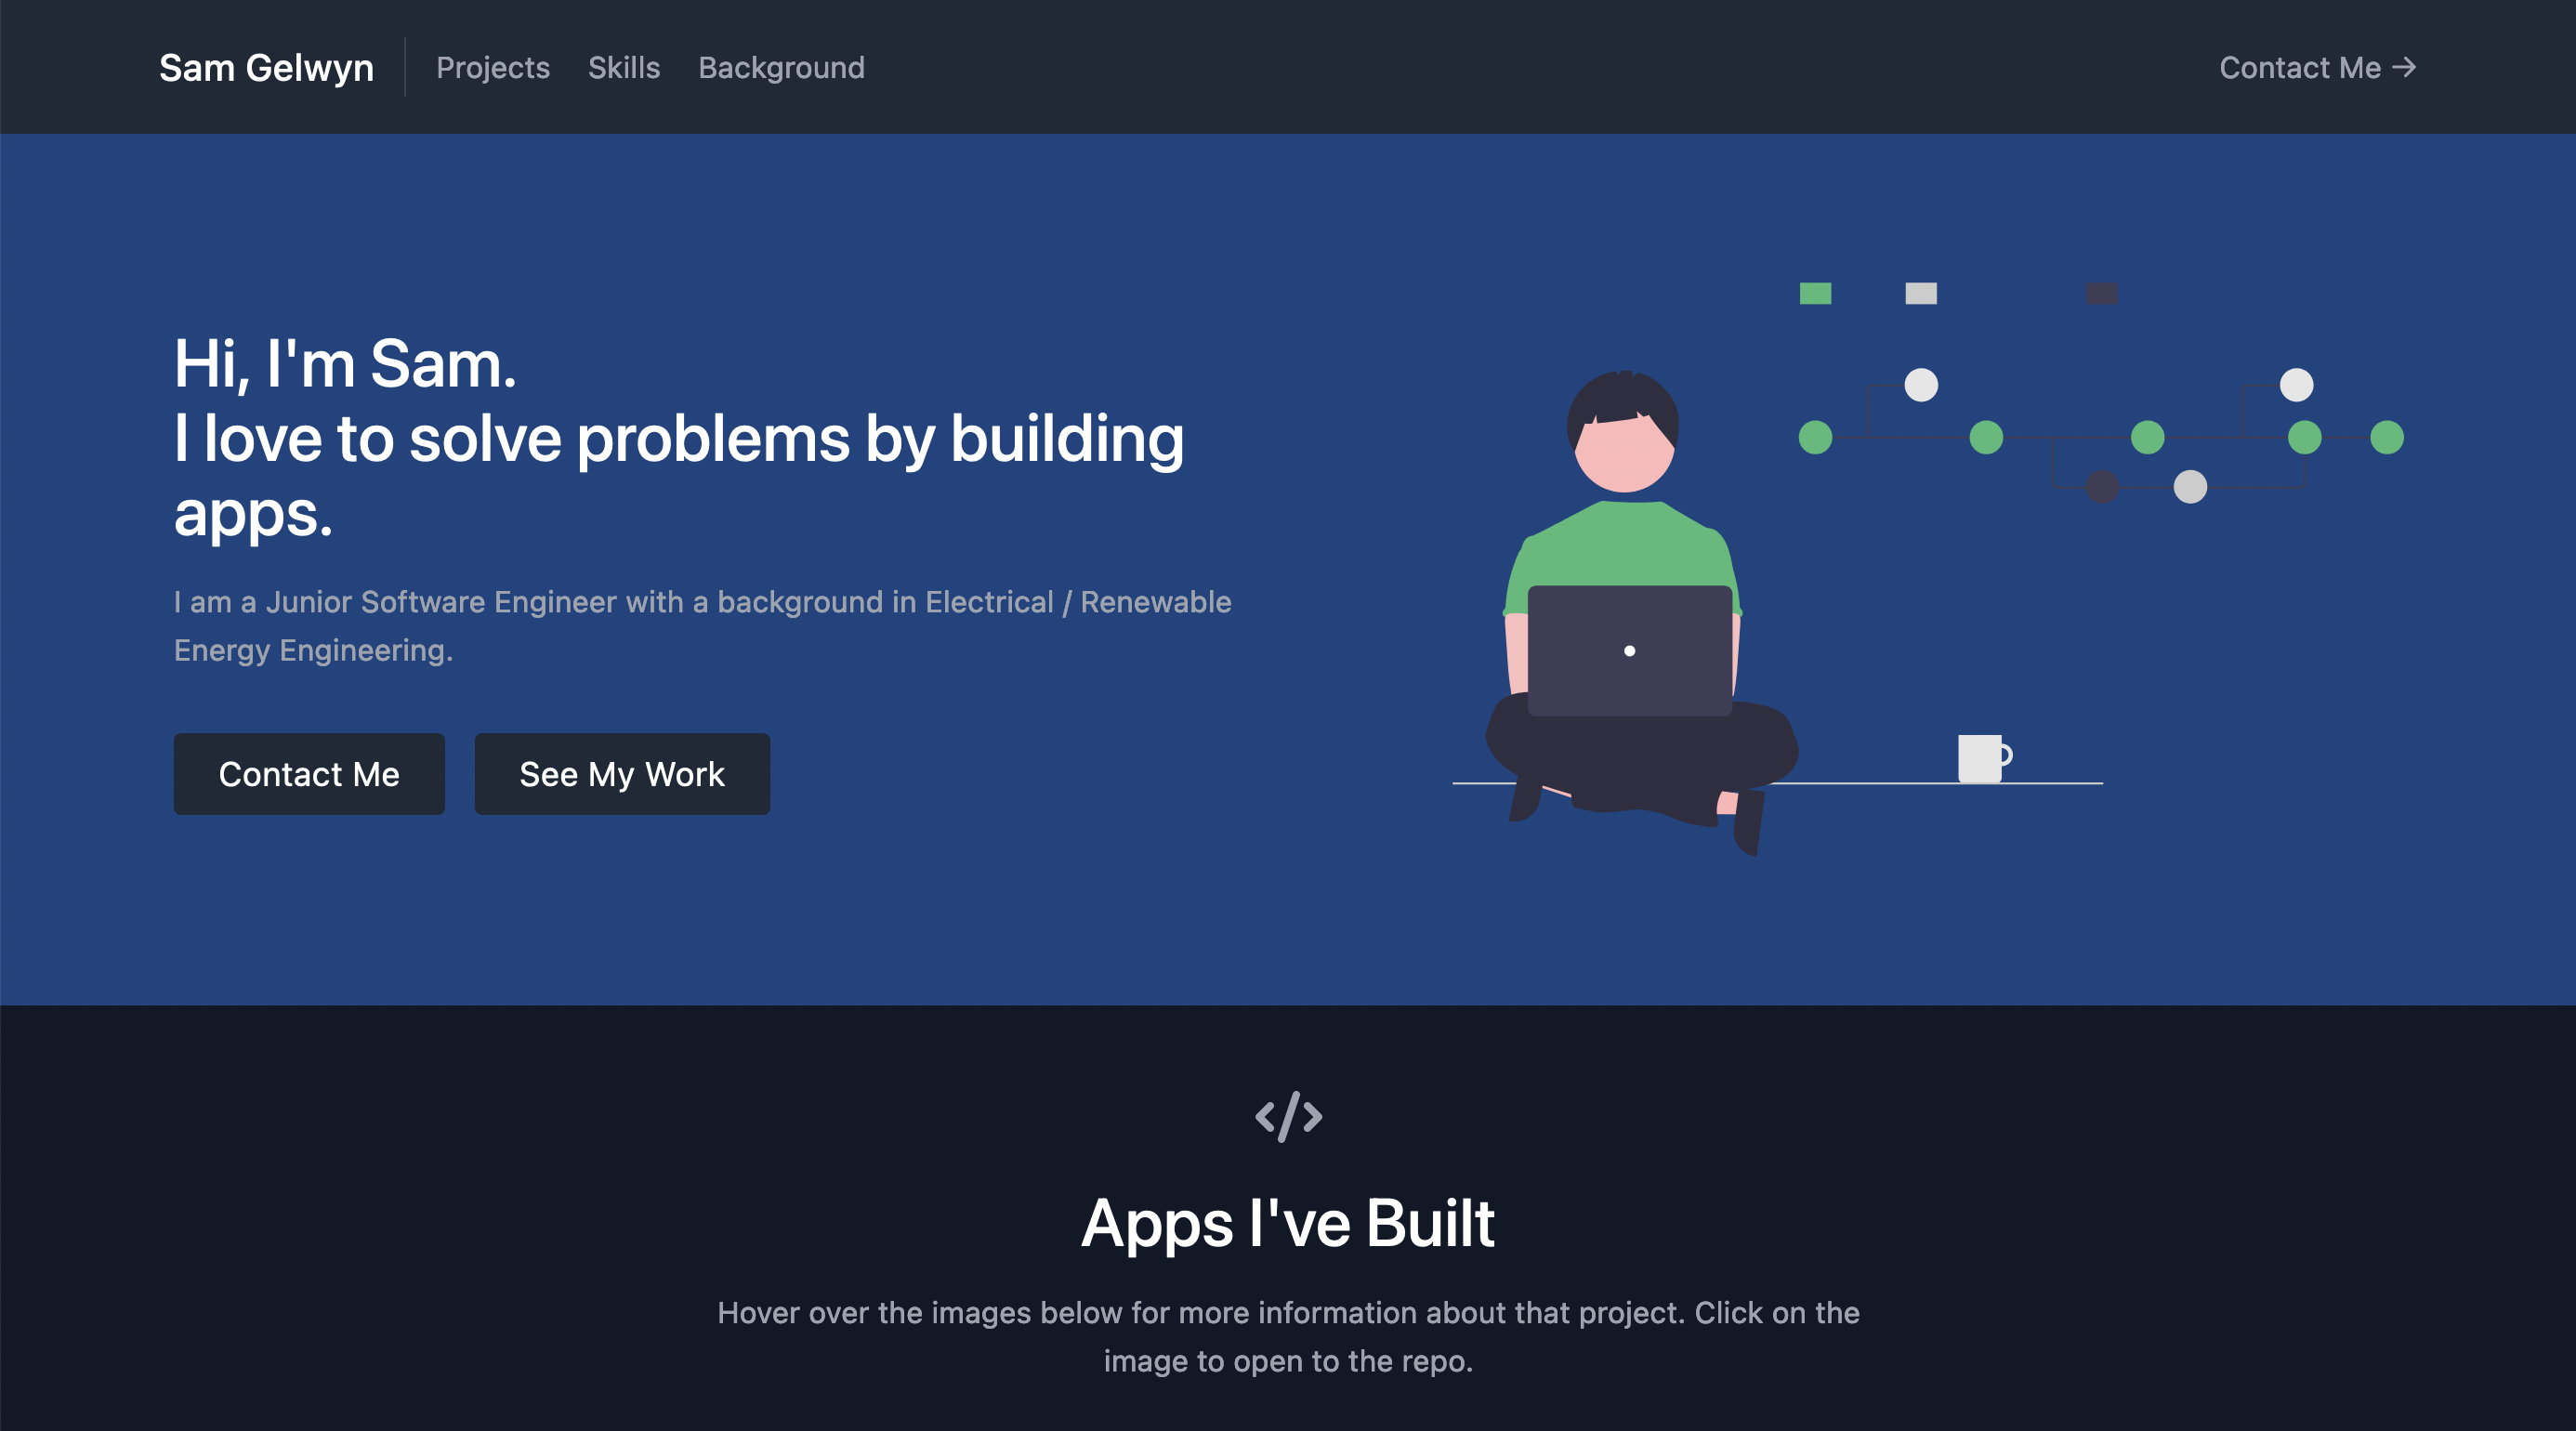 Sam Gelwyn
Projects
Skills
Background
Contact Me →
Hi, I'm Sam.
I love to solve problems by building
apps.
I am a Junior Software Engineer with a background in Electrical / Renewable
Energy Engineering.
Contact Me
See My Work
</>
Apps I've Built
Hover over the images below for more information about that project. Click on the
image to open to the repo.